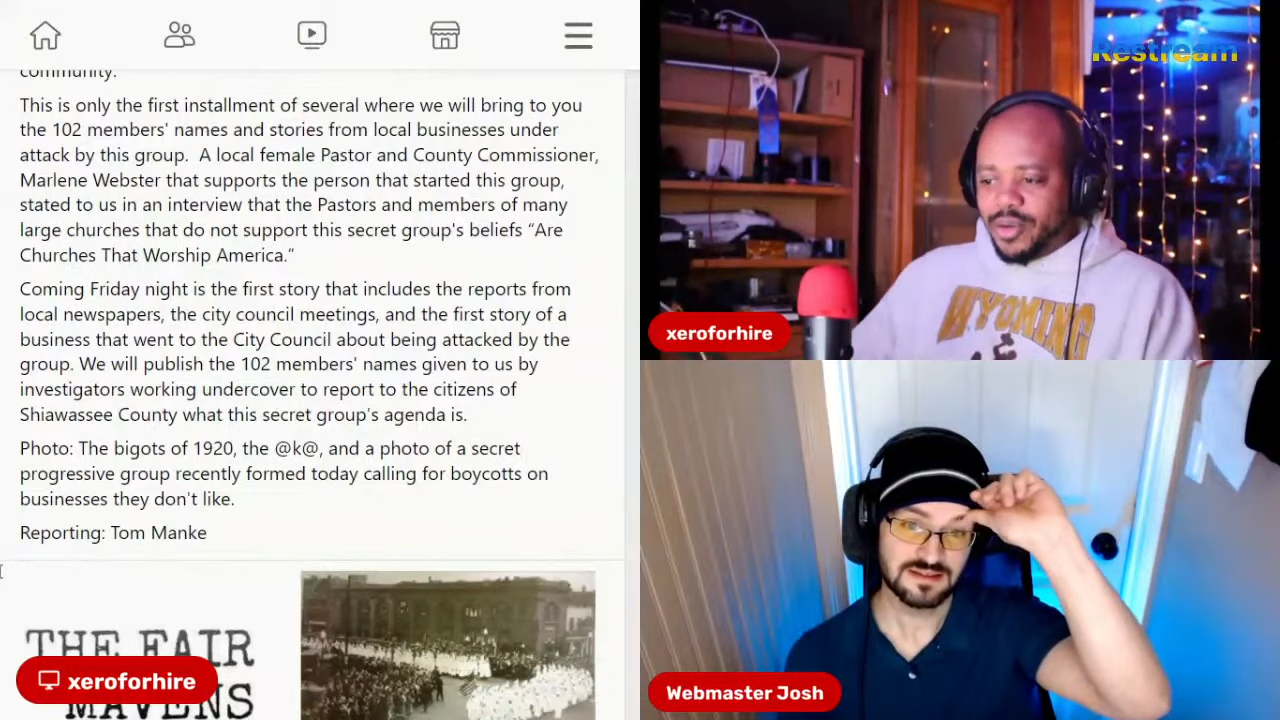 community.
This is only the first installment of several where we will bring to you
the 102 members' names and stories from local businesses under
attack by this group.  A local female Pastor and County Commissioner,
Marlene Webster that supports the person that started this group,
stated to us in an interview that the Pastors and members of many
large churches that do not support this secret group's beliefs “Are
Churches That Worship America.”
Coming Friday night is the first story that includes the reports from
local newspapers, the city council meetings, and the first story of a
business that went to the City Council about being attacked by the
group. We will publish the 102 members' names given to us by
investigators working undercover to report to the citizens of
Shiawassee County what this secret group's agenda is.
Photo: The bigots of 1920, the @k@, and a photo of a secret
progressive group recently formed today calling for boycotts on
businesses they don't like.
Reporting: Tom Manke
THE FAIR
MAVENS
xeroforhire
Restream
WYOMING
xeroforhire
Webmaster Josh